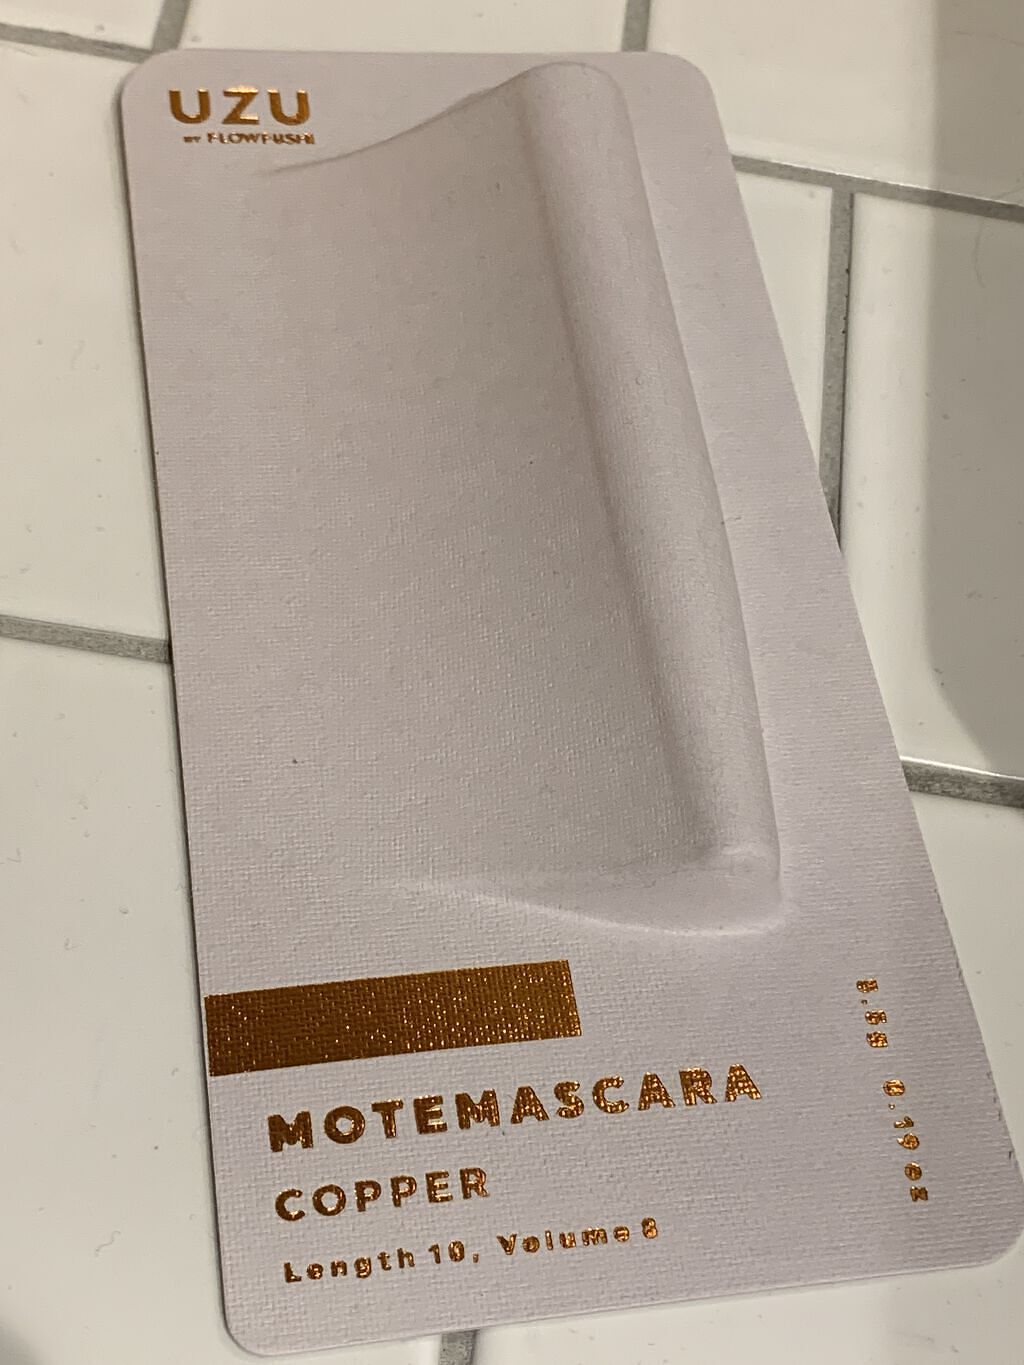 UZU
BY FLOWFUSHI
MOTEMASCARA
COPPER
Length 10, Volume 8
5.5g 0.19oz